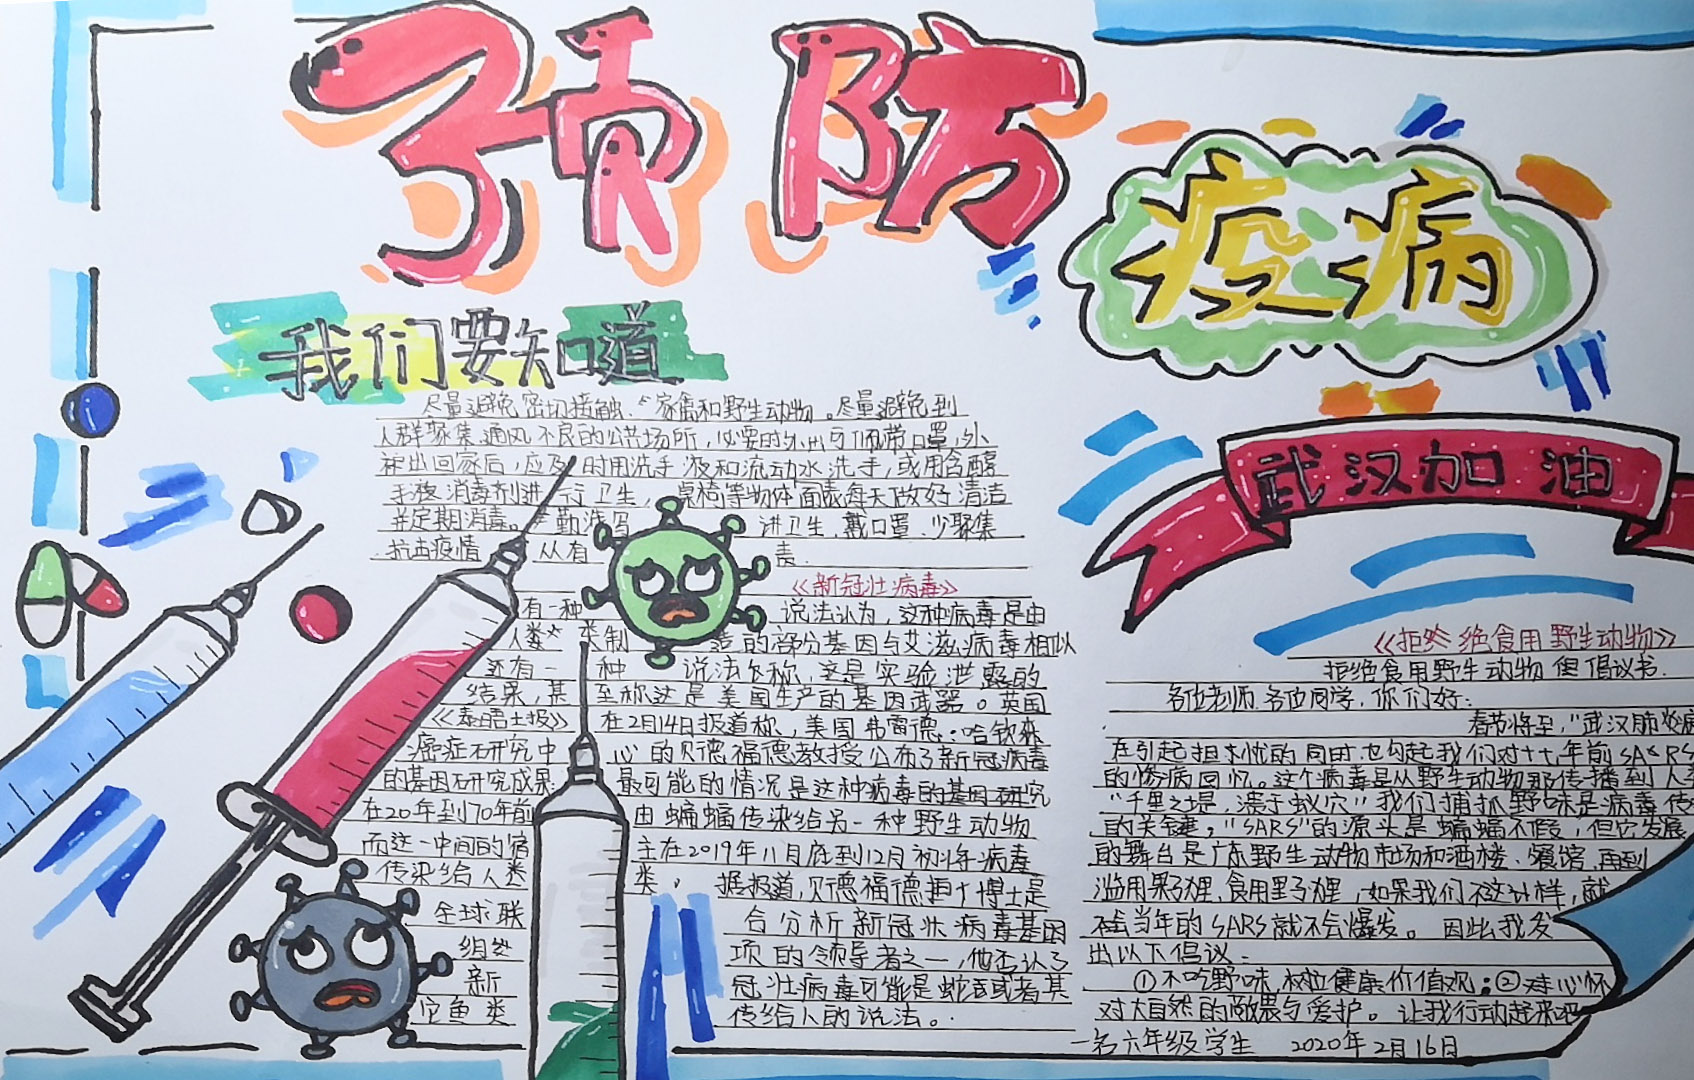 预防
疫病
我们要知道
尽量避免密切接触、家禽和野生动物。尽量避免到
人群聚集通风不良的公共场所,必要时外出可佩带口罩,外
出回家后,应及时用洗手液和流动水洗手,或用含醇
手 消毒剂进行卫生,桌椅等物体面表每天做好清洁
并定期消毒。勤洗 讲卫生,戴口罩、少聚集
抗击疫情 从有 责.
《新冠壮病毒》
有一种 说法认为,这种病毒是由
人类 类制 造的部分基因与艾滋病毒相似
还有一 种 说法 称,这是实验泄露的
结果,甚 至称这是美国生产的基因武器。英国
《泰晤士报》 在2月14日报道称,美国弗雷德·哈钦森
癌症研究中 心的贝德福德教授公布了新冠病毒
的基因研究成果: 最可能的情况是这种病毒的基因研究
在20年到70年前 由蝙蝠传染给另一种野生动物
而这一中间的宿 主在2019年11月底到12月初将病毒
传染给人类 类, 据报道,贝德福德 博士是
全球联 合分析新冠状病毒基因
组 项的领导者之一,他否认了
新 冠壮病毒可能是蛇 或者其
鱼类 传给人的说法。
武汉加油
《拒 绝食用野生动物》
拒绝食用野生动物但倡议书.
各位老师.各位同学,你们好:
春节将至,"武汉肺炎病
在引起担 忧的同时,也勾起我们对十七年前SARS
的惨病回忆。这个病毒是从野生动物那传播到人类
"千里之堤,溃于蚁穴"我们捕抓野味是病毒传
的关键。"SARS"的源头是蝙蝠不假,但它发展
的舞台是广东野生动物市场和酒楼、餐馆,再到
滥用果子狸,食用果子狸,如果我们不这 样,就
不会当年的SARS就不会爆发。因此我发
出以下倡议:
①不吃野味,树立健康价值观;②对心怀
对大自然的敬畏与爱护。让我行动起来吧
一名六年级学生 2020年2月16日